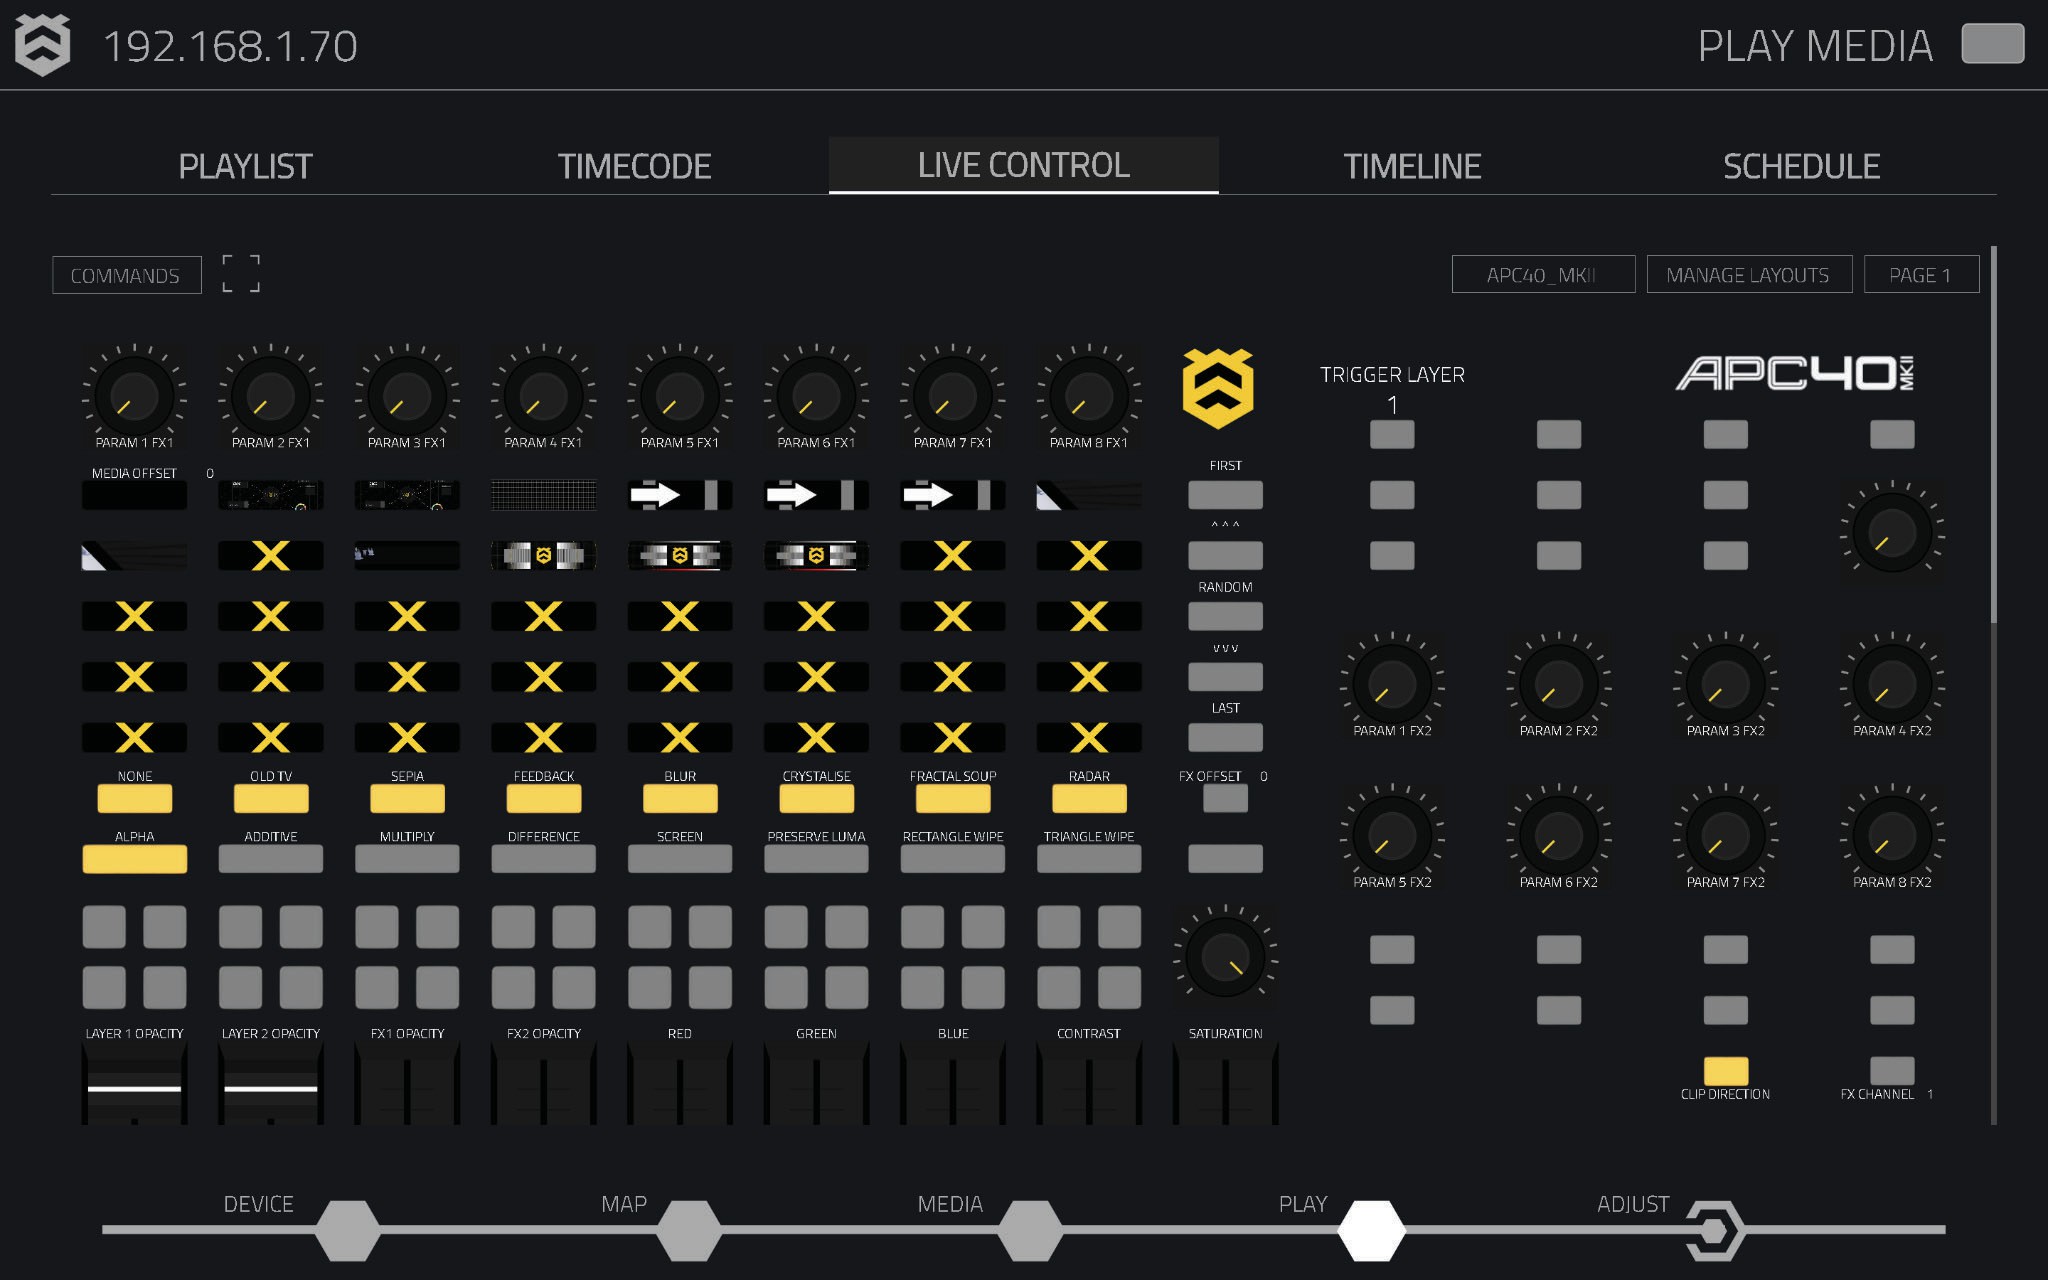 192.168.1.70
PLAY MEDIA
PLAYLIST
TIMECODE
LIVE CONTROL
TIMELINE
SCHEDULE
COMMANDS
APC40_MKII
MANAGE LAYOUTS
PAGE 1
PARAM 1 FX1
PARAM 2 FX1
PARAM 3 FX1
PARAM 4 FX1
PARAM 5 FX1
PARAM 6 FX1
PARAM 7 FX1
PARAM 8 FX1
TRIGGER LAYER
1
APC40 MKII
MEDIA OFFSET 0
FIRST
^ ^ ^
RANDOM
V V V
LAST
PARAM 1 FX2
PARAM 2 FX2
PARAM 3 FX2
PARAM 4 FX2
NONE
OLD TV
SEPIA
FEEDBACK
BLUR
CRYSTALISE
FRACTAL SOUP
RADAR
FX OFFSET 0
ALPHA
ADDITIVE
MULTIPLY
DIFFERENCE
SCREEN
PRESERVE LUMA
RECTANGLE WIPE
TRIANGLE WIPE
PARAM 5 FX2
PARAM 6 FX2
PARAM 7 FX2
PARAM 8 FX2
LAYER 1 OPACITY
LAYER 2 OPACITY
FX1 OPACITY
FX2 OPACITY
RED
GREEN
BLUE
CONTRAST
SATURATION
CLIP DIRECTION
FX CHANNEL 1
DEVICE
MAP
MEDIA
PLAY
ADJUST